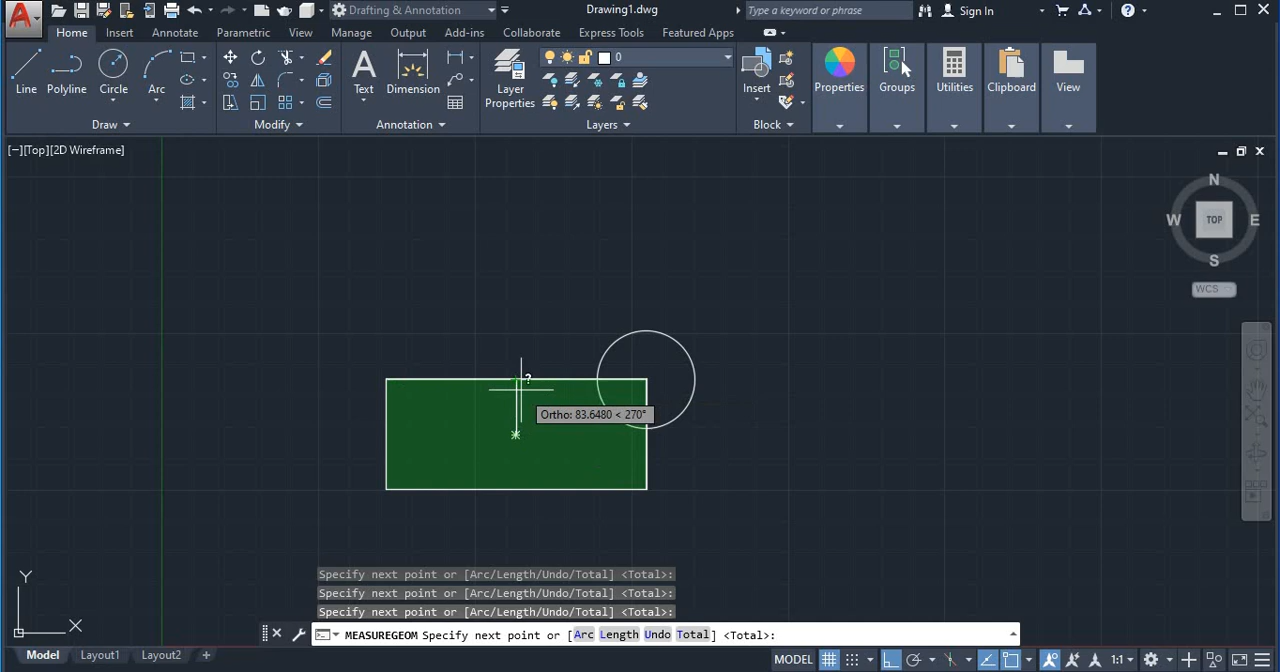 Drafting & Annotation
Drawing1.dwg
Type a keyword or phrase
Sign In
Home Insert Annotate Parametric View Manage Output Add-ins Collaborate Express Tools Featured Apps
Line Polyline Circle Arc
Text Dimension
Layer
Properties
0
Insert
Properties Groups Utilities Clipboard View
Draw Modify Annotation Layers Block
[−][Top][2D Wireframe]
N
W TOP E
S
WCS
?
Ortho: 83.6480 < 270°
Y
X
Specify next point or [Arc/Length/Undo/Total] <Total>:
Specify next point or [Arc/Length/Undo/Total] <Total>:
Specify next point or [Arc/Length/Undo/Total] <Total>:
MEASUREGEOM Specify next point or [Arc Length Undo Total] <Total>:
Model Layout1 Layout2 +
MODEL 1:1